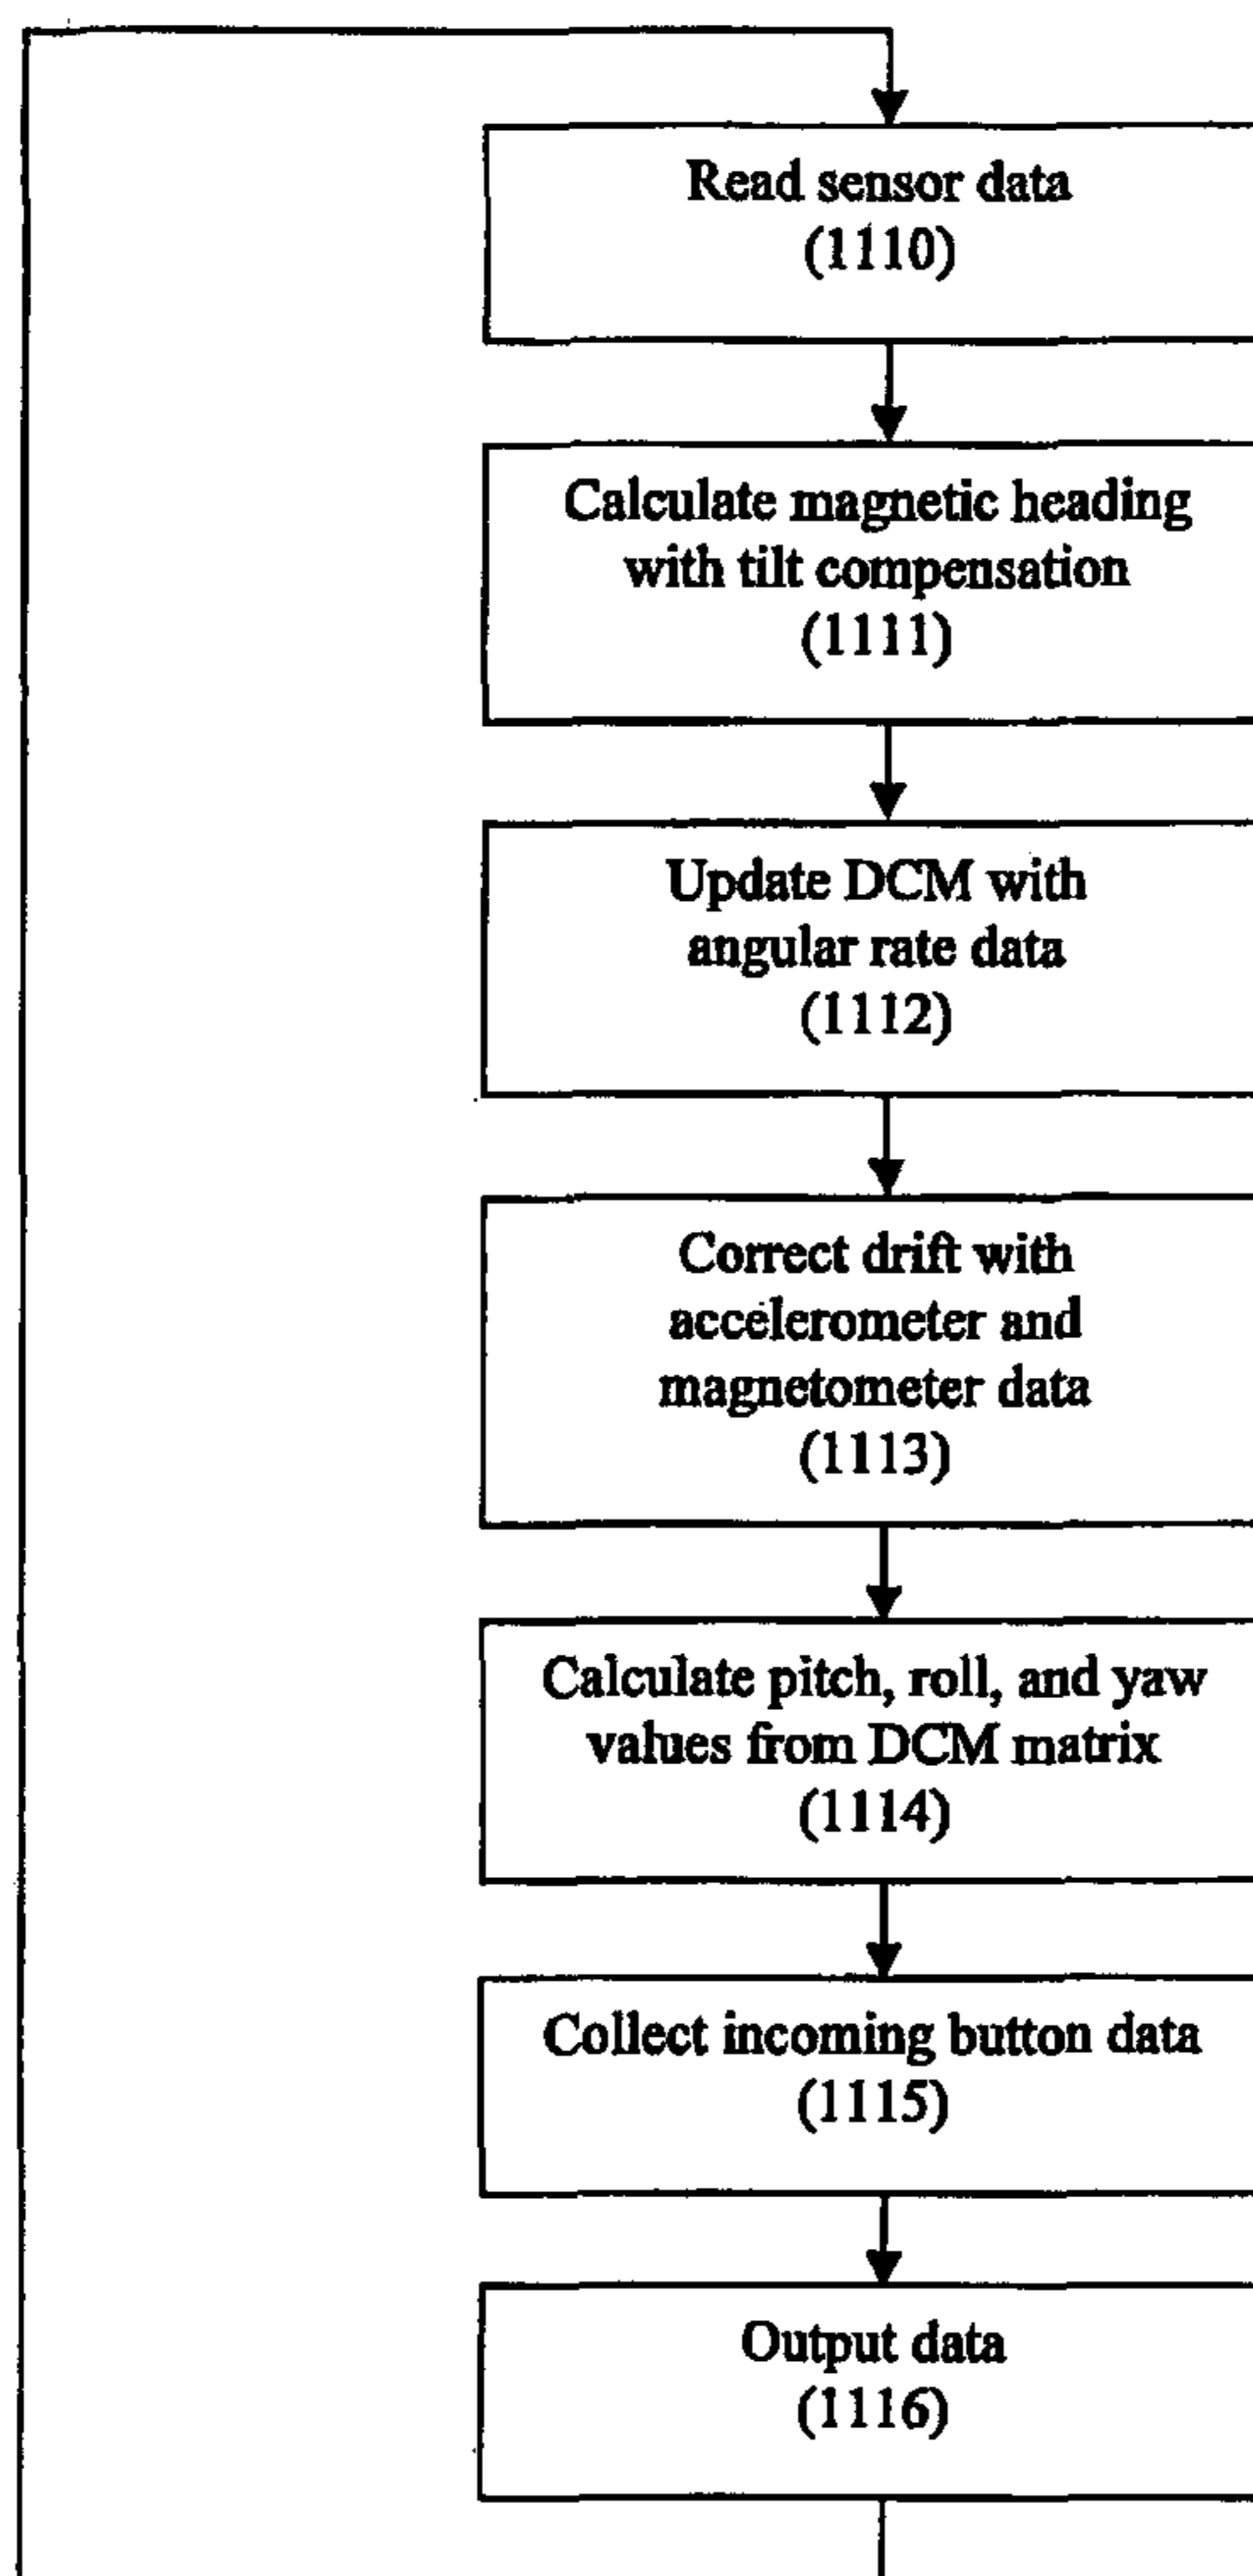 Read sensor data
(1110)
Calculate magnetic heading
with tilt compensation
(1111)
Update DCM with
angular rate data
(1112)
Correct drift with
accelerometer and
magnetometer data
(1113)
Calculate pitch, roll, and yaw
values from DCM matrix
(1114)
Collect incoming button data
(1115)
Output data
(1116)